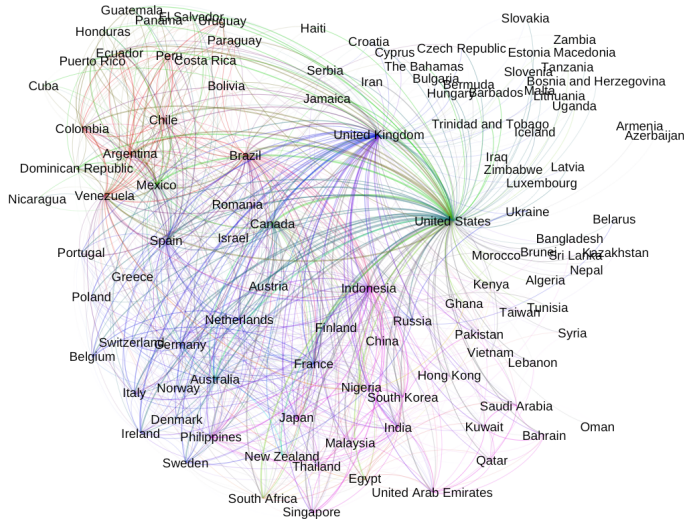 Guatemala
Panama
El Salvador
Uruguay
Slovakia
Honduras
Haiti
Paraguay
Croatia
Zambia
Ecuador
Peru
Costa Rica
Puerto Rico
Cyprus
Czech Republic
Estonia
Macedonia
The Bahamas
Tanzania
Serbia
Slovenia
Iran
Bulgaria
Bosnia and Herzegovina
Cuba
Bolivia
Bermuda
Hungary
Barbados
Malta
Lithuania
Jamaica
Uganda
Chile
Trinidad and Tobago
Colombia
United Kingdom
Iceland
Armenia
Azerbaijan
Argentina
Brazil
Iraq
Dominican Republic
Zimbabwe
Latvia
Mexico
Luxembourg
Nicaragua
Venezuela
Romania
Ukraine
Canada
United States
Belarus
Spain
Israel
Bangladesh
Portugal
Morocco
Brunei
Sri Lanka
Kazakhstan
Greece
Nepal
Austria
Indonesia
Kenya
Algeria
Poland
Ghana
Tunisia
Netherlands
Taiwan
Russia
Finland
Pakistan
Syria
Switzerland
Germany
China
Belgium
Vietnam
France
Lebanon
Australia
Hong Kong
Italy
Norway
Nigeria
South Korea
Saudi Arabia
Denmark
Japan
India
Kuwait
Oman
Ireland
Philippines
Malaysia
Bahrain
Sweden
New Zealand
Thailand
Qatar
Egypt
South Africa
United Arab Emirates
Singapore